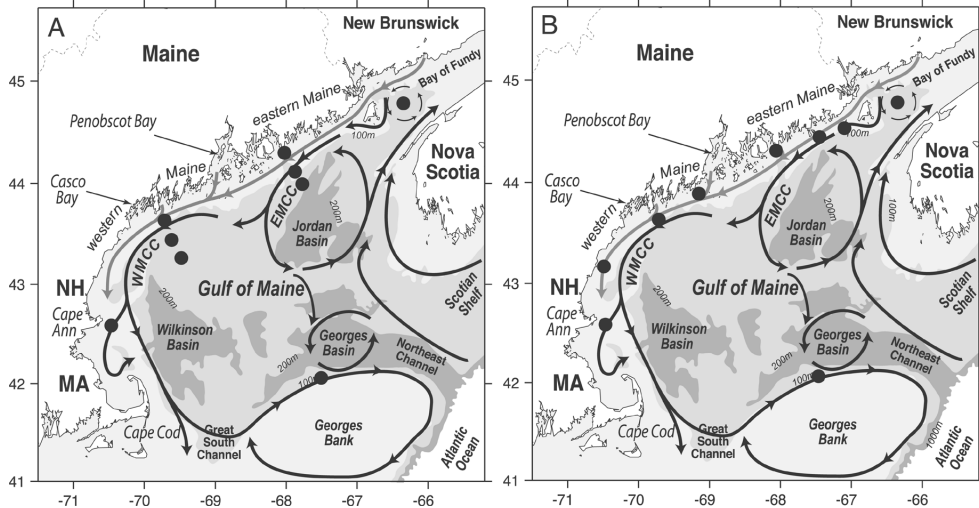 A
New Brunswick
Maine
Bay of Fundy
45
eastern Maine
Penobscot Bay
100m
Nova
Scotia
Maine
44
Casco
Bay
western
EMCC
200m
Jordan
Basin
100m
WMCC
43
NH
Gulf of Maine
Scotian
Shelf
200m
Cape
Ann
Wilkinson
Basin
Georges
Basin
Northeast
Channel
200m
42
MA
100m
Cape Cod
Great
South
Channel
Georges
Bank
Atlantic
Ocean
41
-71
-70
-69
-68
-67
-66
B
New Brunswick
Maine
Bay of Fundy
45
eastern Maine
Penobscot Bay
100m
Nova
Scotia
Maine
44
Casco
Bay
western
EMCC
200m
Jordan
Basin
100m
WMCC
43
NH
Gulf of Maine
Scotian
Shelf
200m
Cape
Ann
Wilkinson
Basin
Georges
Basin
Northeast
Channel
200m
42
MA
100m
Cape Cod
Great
South
Channel
Georges
Bank
1000m
Atlantic
Ocean
41
-71
-70
-69
-68
-67
-66